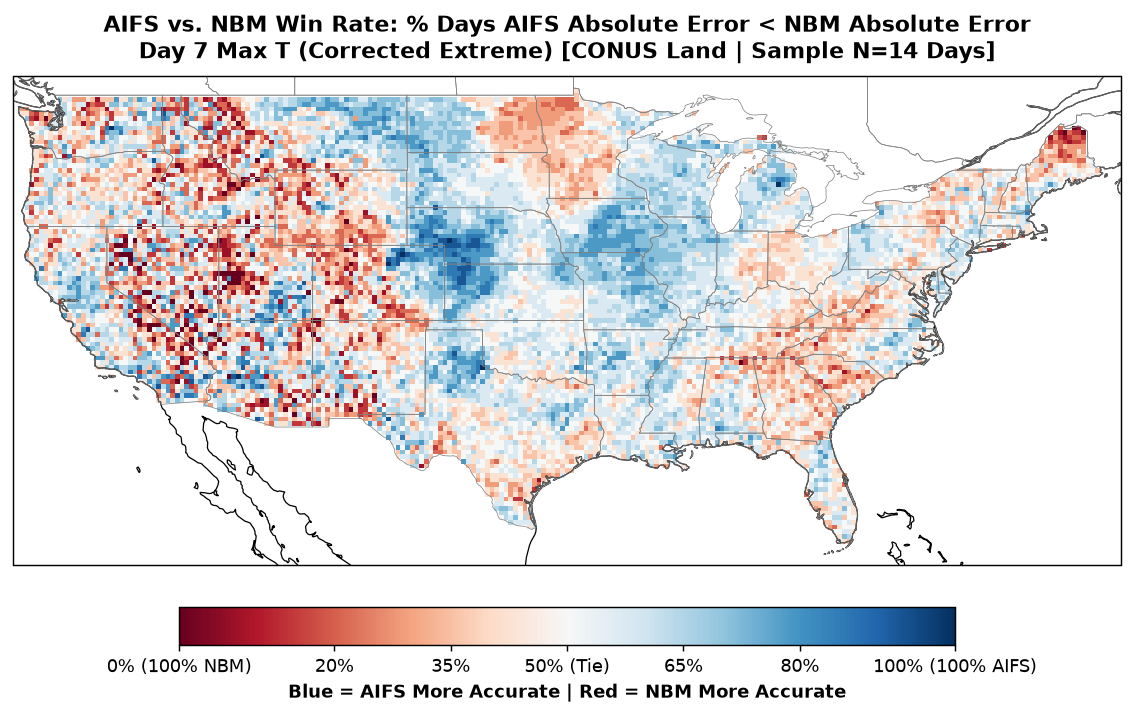 AIFS vs. NBM Win Rate: % Days AIFS Absolute Error < NBM Absolute Error
Day 7 Max T (Corrected Extreme) [CONUS Land | Sample N=14 Days]
0% (100% NBM) 20% 35% 50% (Tie) 65% 80% 100% (100% AIFS)
Blue = AIFS More Accurate | Red = NBM More Accurate